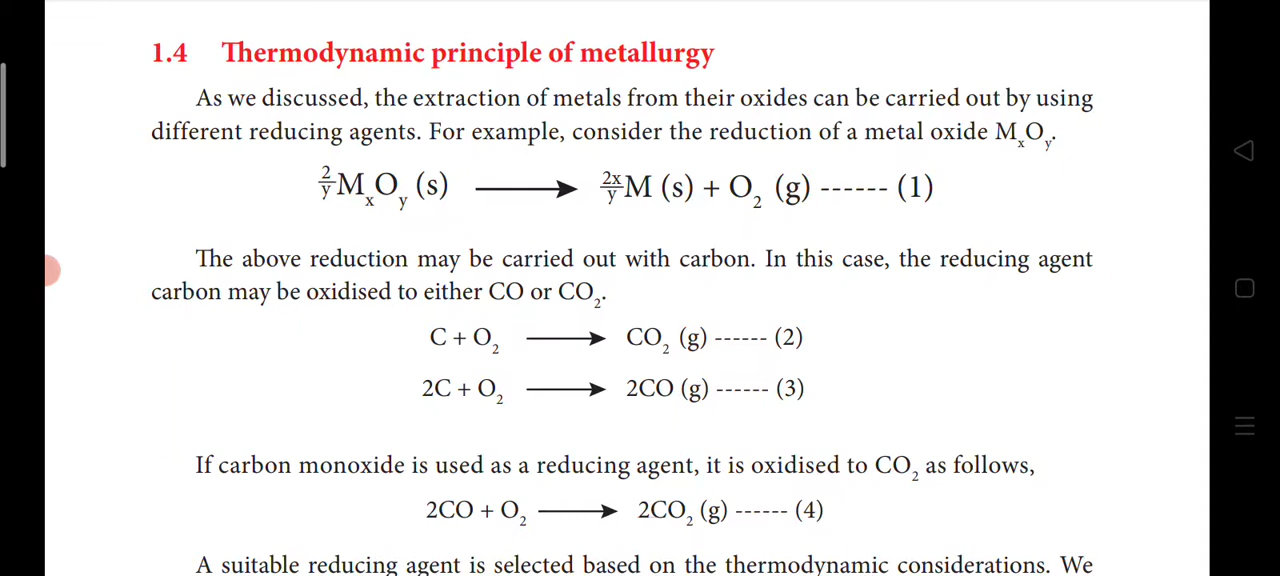 1.4 Thermodynamic principle of metallurgy
As we discussed, the extraction of metals from their oxides can be carried out by using
different reducing agents. For example, consider the reduction of a metal oxide MₓOᵧ.
2/y MₓOᵧ (s) ⟶ 2x/y M (s) + O₂ (g) ------ (1)
The above reduction may be carried out with carbon. In this case, the reducing agent
carbon may be oxidised to either CO or CO₂.
C + O₂ ⟶ CO₂ (g) ------ (2)
2C + O₂ ⟶ 2CO (g) ------ (3)
If carbon monoxide is used as a reducing agent, it is oxidised to CO₂ as follows,
2CO + O₂ ⟶ 2CO₂ (g) ------ (4)
A suitable reducing agent is selected based on the thermodynamic considerations. We